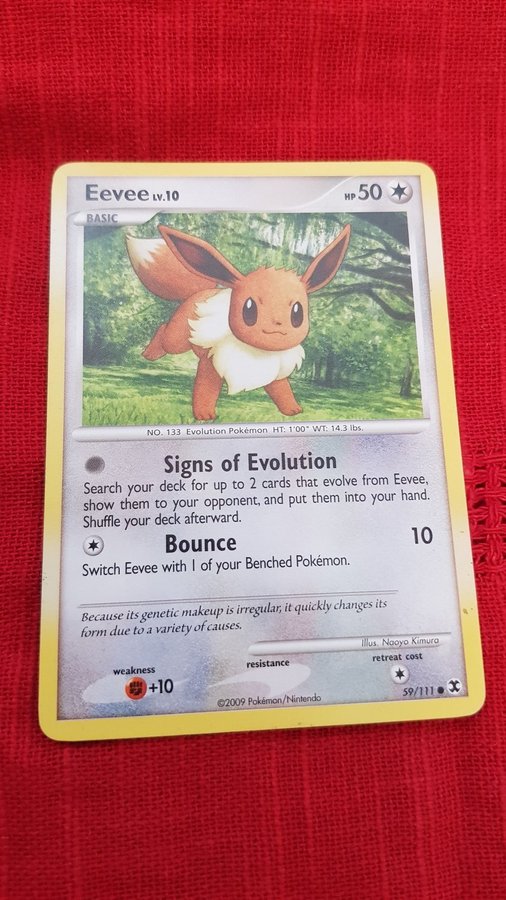 Eevee LV.10 HP 50
BASIC
NO. 133 Evolution Pokémon HT: 1'00" WT: 14.3 lbs.
Signs of Evolution
Search your deck for up to 2 cards that evolve from Eevee,
show them to your opponent, and put them into your hand.
Shuffle your deck afterward.
Bounce 10
Switch Eevee with 1 of your Benched Pokémon.
Because its genetic makeup is irregular, it quickly changes its
form due to a variety of causes.
Illus. Naoyo Kimura
weakness resistance retreat cost
+10
59/111
©2009 Pokémon/Nintendo